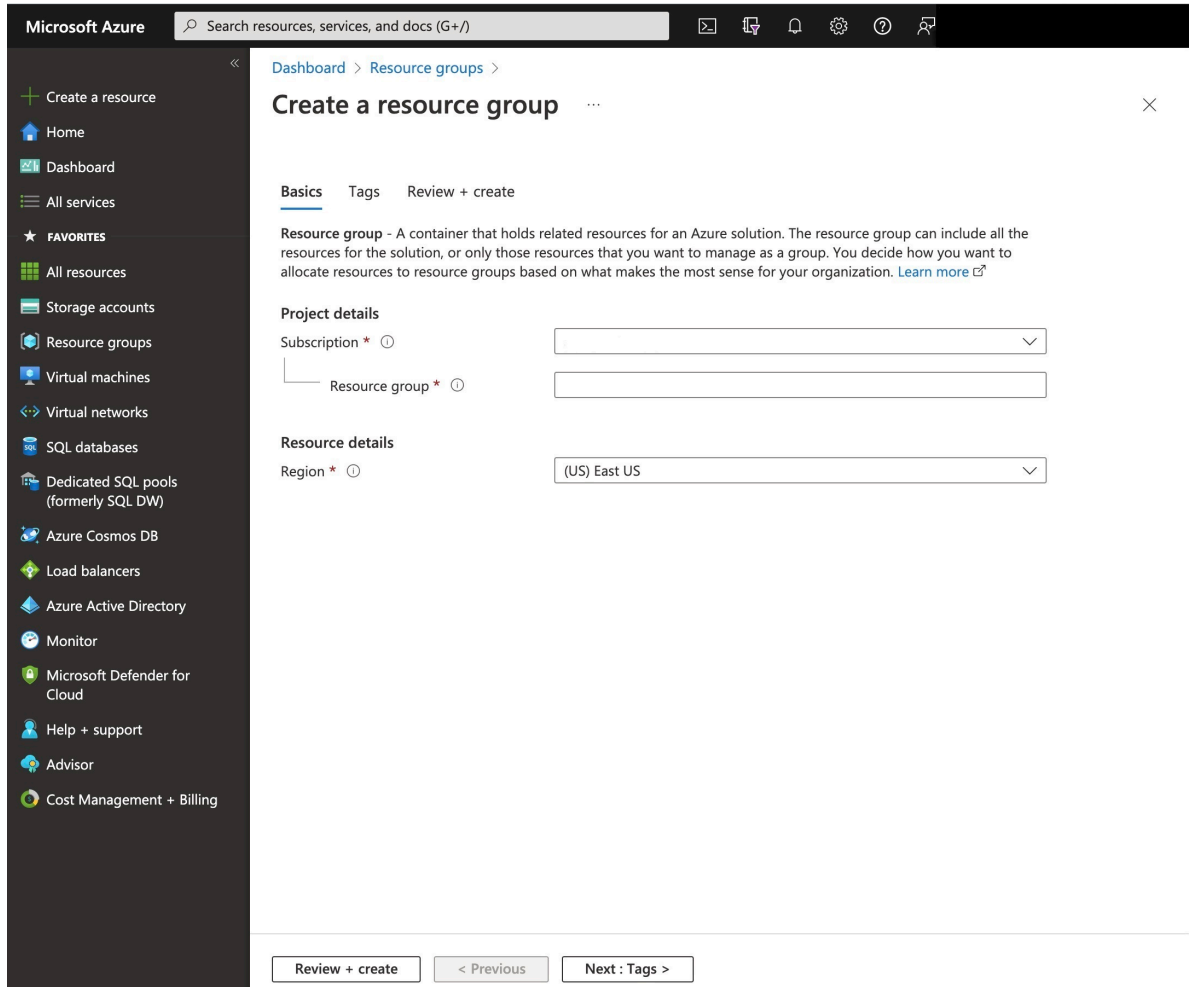 Microsoft Azure
Search resources, services, and docs (G+/)
«
Create a resource
Home
Dashboard
All services
FAVORITES
All resources
Storage accounts
Resource groups
Virtual machines
Virtual networks
SQL databases
Dedicated SQL pools
(formerly SQL DW)
Azure Cosmos DB
Load balancers
Azure Active Directory
Monitor
Microsoft Defender for
Cloud
Help + support
Advisor
Cost Management + Billing
Dashboard > Resource groups >
Create a resource group ...
Basics Tags Review + create
Resource group - A container that holds related resources for an Azure solution. The resource group can include all the
resources for the solution, or only those resources that you want to manage as a group. You decide how you want to
allocate resources to resource groups based on what makes the most sense for your organization. Learn more
Project details
Subscription *
Resource group *
Resource details
Region * (US) East US
Review + create < Previous Next : Tags >